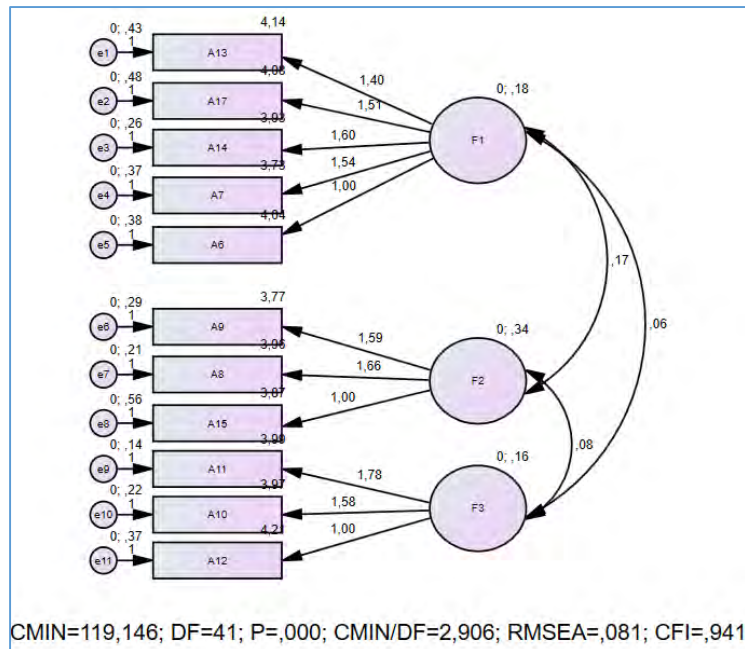 0; ,43
4,14
e1
1
A13
1,40
0; ,18
0; ,48
4,08
e2
1
A17
1,51
0; ,26
3,93
e3
1
A14
1,60
F1
0; ,37
3,73
e4
1
A7
1,54
0; ,38
4,04
e5
1
A6
1,00
,17
,06
0; ,29
3,77
e6
1
A9
1,59
0; ,34
0; ,21
3,96
e7
1
A8
1,66
F2
0; ,56
3,87
e8
1
A15
1,00
0; ,14
3,99
e9
1
A11
1,78
,08
0; ,16
0; ,22
3,97
e10
1
A10
1,58
F3
0; ,37
4,21
e11
1
A12
1,00
CMIN=119,146; DF=41; P=,000; CMIN/DF=2,906; RMSEA=,081; CFI=,941